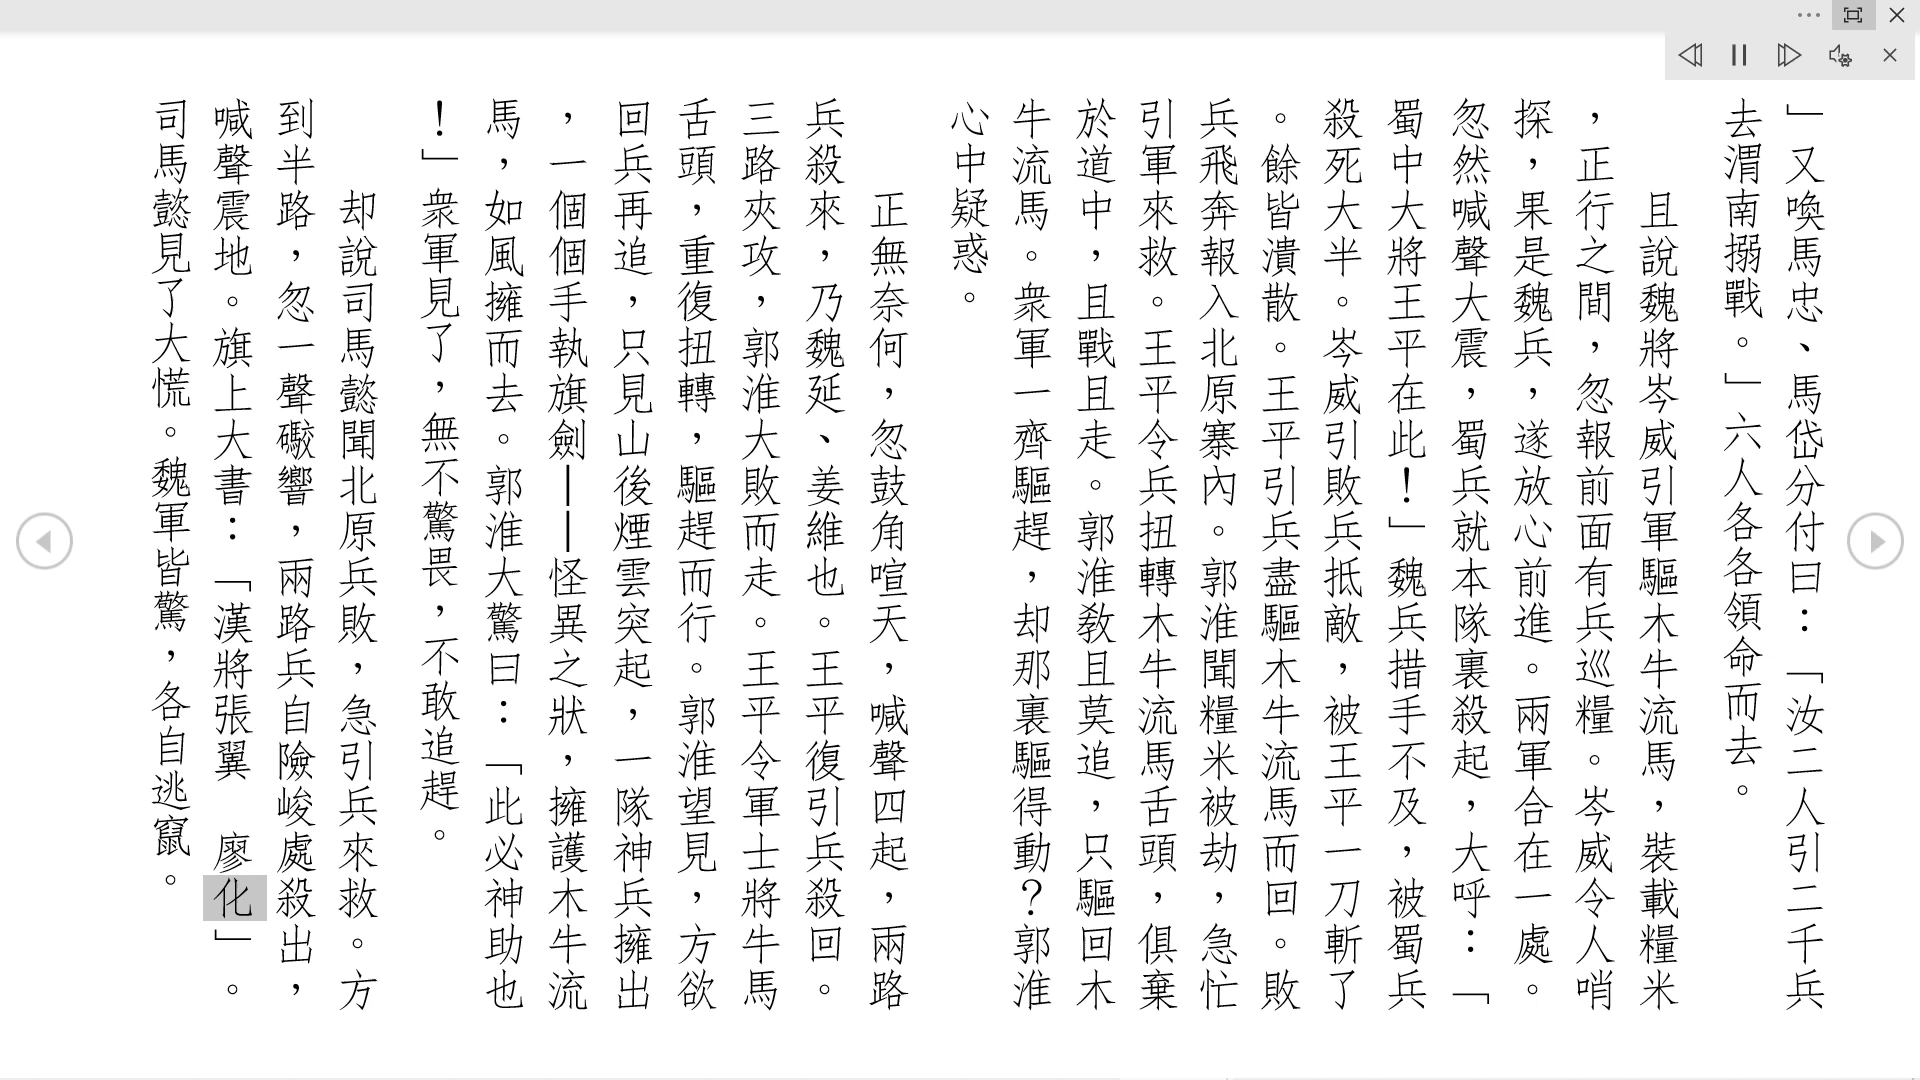 」又喚馬忠、馬岱分付曰：「汝二人引二千兵
去渭南搦戰。」六人各各領命而去。
且說魏將岑威引軍驅木牛流馬，裝載糧米
，正行之間，忽報前面有兵巡糧。岑威令人哨
探，果是魏兵，遂放心前進。兩軍合在一處。
忽然喊聲大震，蜀兵就本隊裏殺起，大呼：「
蜀中大將王平在此！」魏兵措手不及，被蜀兵
殺死大半。岑威引敗兵抵敵，被王平一刀斬了
。餘皆潰散。王平引兵盡驅木牛流馬而回。敗
兵飛奔報入北原寨內。郭淮聞糧米被劫，急忙
引軍來救。王平令兵扭轉木牛流馬舌頭，俱棄
於道中，且戰且走。郭淮教且莫追，只驅回木
牛流馬。衆軍一齊驅趕，却那裏驅得動？郭淮
心中疑惑。
正無奈何，忽鼓角喧天，喊聲四起，兩路
兵殺來，乃魏延、姜維也。王平復引兵殺回。
三路夾攻，郭淮大敗而走。王平令軍士將牛馬
舌頭，重復扭轉，驅趕而行。郭淮望見，方欲
回兵再追，只見山後煙雲突起，一隊神兵擁出
，一個個手執旗劍——怪異之狀，擁護木牛流
馬，如風擁而去。郭淮大驚曰：「此必神助也
！」衆軍見了，無不驚畏，不敢追趕。
却說司馬懿聞北原兵敗，急引兵來救。方
到半路，忽一聲礮響，兩路兵自險峻處殺出，
喊聲震地。旗上大書：「漢將張翼　廖化」。
司馬懿見了大慌。魏軍皆驚，各自逃竄。